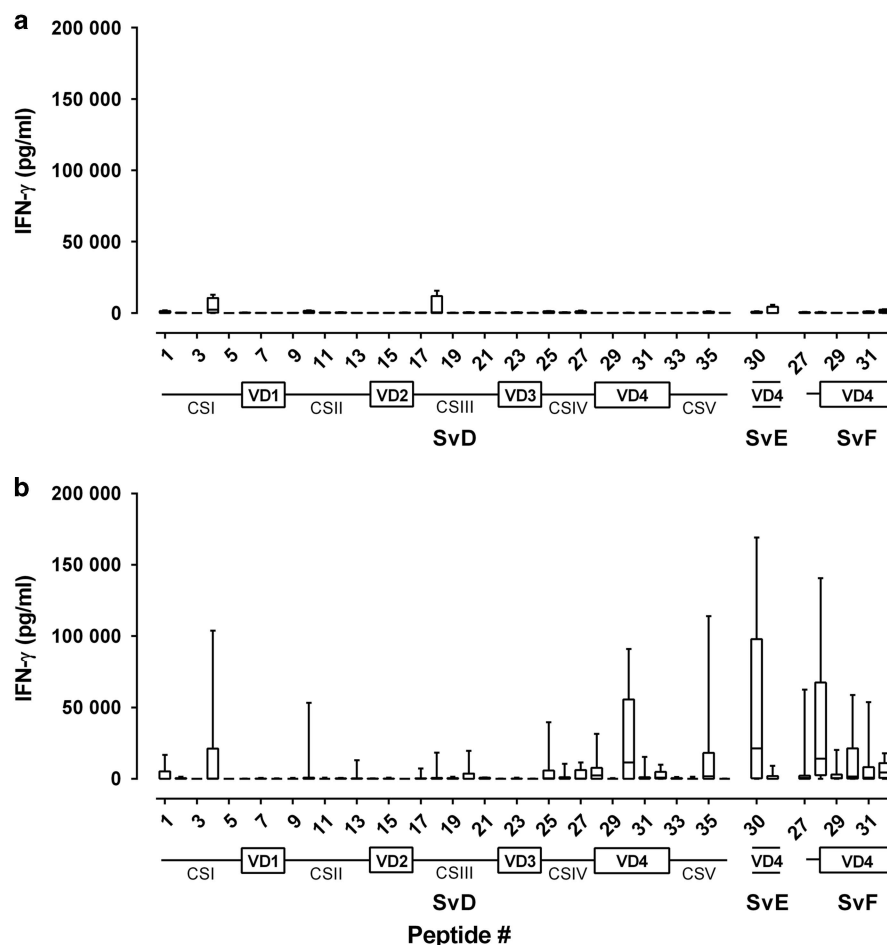 a
200 000
150 000
100 000
50 000
0
IFN-γ (pg/ml)
1 3 5 7 9 11 13 15 17 19 21 23 25 27 29 31 33 35 30 27 29 31
CSI VD1 CSII VD2 CSIII VD3 CSIV VD4 CSV VD4 VD4
SvD SvE SvF
b
200 000
150 000
100 000
50 000
0
IFN-γ (pg/ml)
1 3 5 7 9 11 13 15 17 19 21 23 25 27 29 31 33 35 30 27 29 31
CSI VD1 CSII VD2 CSIII VD3 CSIV VD4 CSV VD4 VD4
SvD SvE SvF
Peptide #